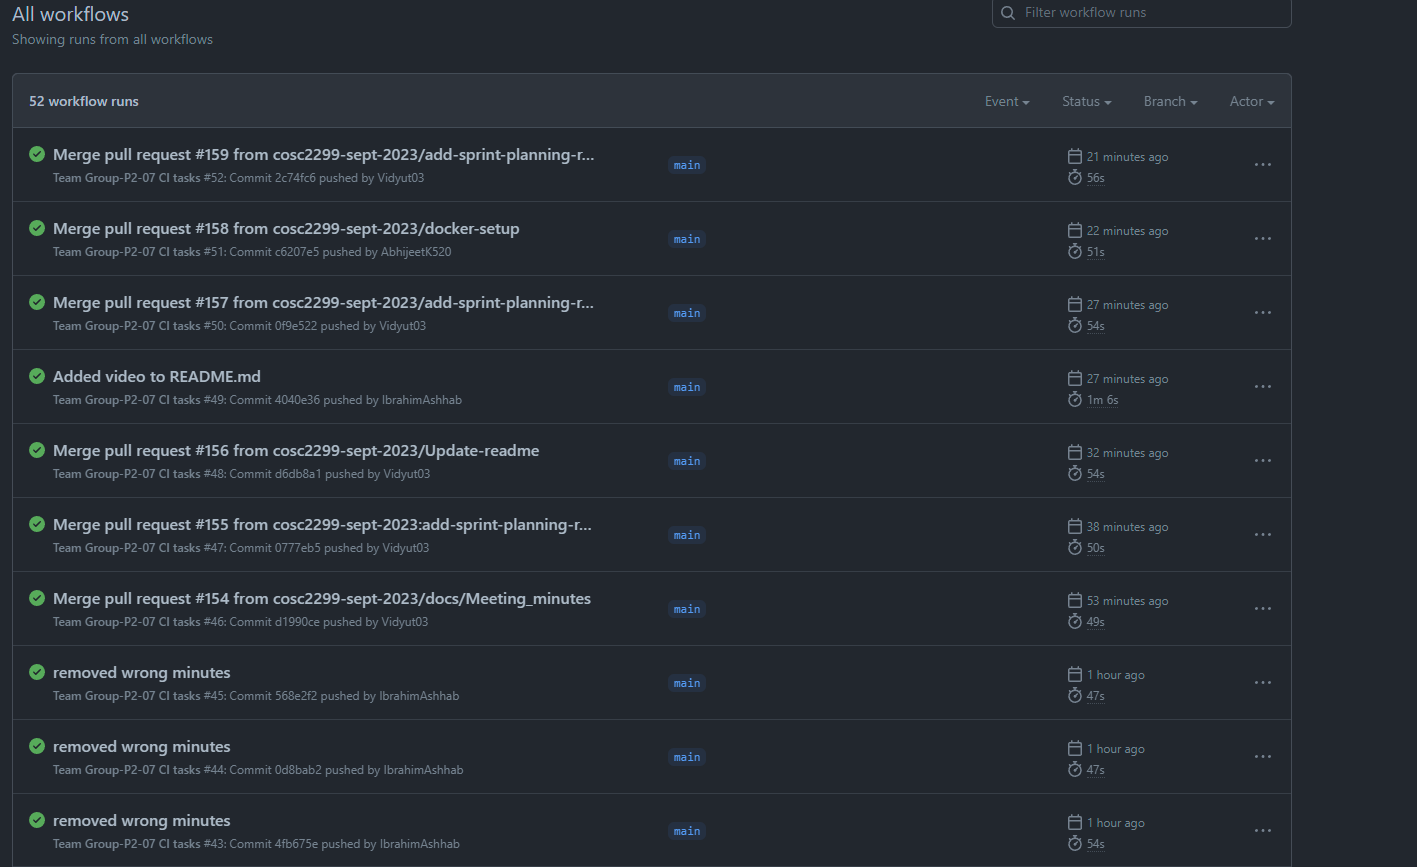 All workflows
Filter workflow runs
Showing runs from all workflows
52 workflow runs
Event Status Branch Actor
Merge pull request #159 from cosc2299-sept-2023/add-sprint-planning-r...
main
21 minutes ago
Team Group-P2-07 CI tasks #52: Commit 2c74fc6 pushed by Vidyut03
56s
Merge pull request #158 from cosc2299-sept-2023/docker-setup
main
22 minutes ago
Team Group-P2-07 CI tasks #51: Commit c6207e5 pushed by AbhijeetK520
51s
Merge pull request #157 from cosc2299-sept-2023/add-sprint-planning-r...
main
27 minutes ago
Team Group-P2-07 CI tasks #50: Commit 0f9e522 pushed by Vidyut03
54s
Added video to README.md
main
27 minutes ago
Team Group-P2-07 CI tasks #49: Commit 4040e36 pushed by IbrahimAshhab
1m 6s
Merge pull request #156 from cosc2299-sept-2023/Update-readme
main
32 minutes ago
Team Group-P2-07 CI tasks #48: Commit d6db8a1 pushed by Vidyut03
54s
Merge pull request #155 from cosc2299-sept-2023:add-sprint-planning-r...
main
38 minutes ago
Team Group-P2-07 CI tasks #47: Commit 0777eb5 pushed by Vidyut03
50s
Merge pull request #154 from cosc2299-sept-2023/docs/Meeting_minutes
main
53 minutes ago
Team Group-P2-07 CI tasks #46: Commit d1990ce pushed by Vidyut03
49s
removed wrong minutes
main
1 hour ago
Team Group-P2-07 CI tasks #45: Commit 568e2f2 pushed by IbrahimAshhab
47s
removed wrong minutes
main
1 hour ago
Team Group-P2-07 CI tasks #44: Commit 0d8bab2 pushed by IbrahimAshhab
47s
removed wrong minutes
main
1 hour ago
Team Group-P2-07 CI tasks #43: Commit 4fb675e pushed by IbrahimAshhab
54s